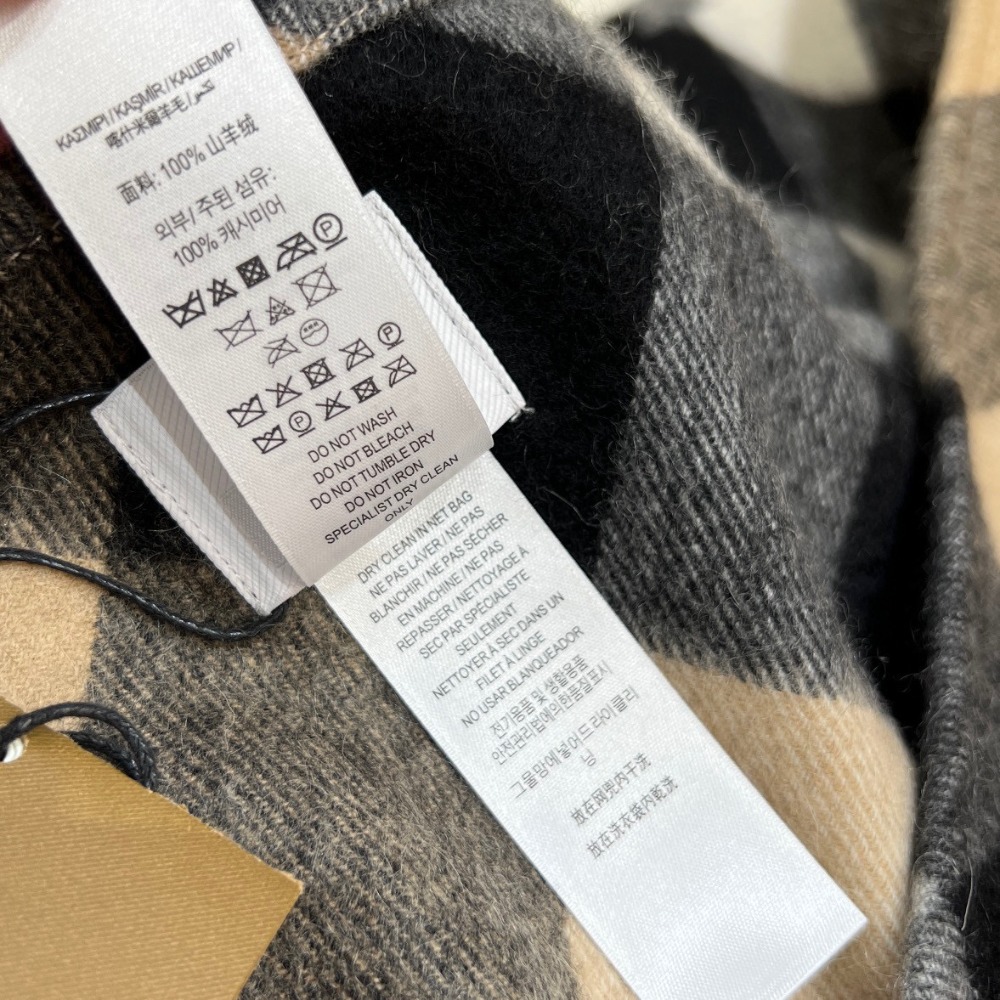 ΚΑΣΜΙΡΙ / KAŞMİR / КАШЕМИР /
喀什米爾羊毛 / كشمير
面料: 100% 山羊绒
외부/ 주된 섬유:
100% 캐시미어
DO NOT WASH
DO NOT BLEACH
DO NOT TUMBLE DRY
DO NOT IRON
SPECIALIST DRY CLEAN
ONLY
DRY CLEAN IN NET BAG
NE PAS LAVER / NE PAS
BLANCHIR / NE PAS SÉCHER
EN MACHINE / NE PAS
REPASSER / NETTOYAGE À
SEC PAR SPÉCIALISTE
SEULEMENT
NETTOYER À SEC DANS UN
FILET À LINGE
NO USAR BLANQUEADOR
전기용품 및 생활용품
안전관리법에 의한 품질표시
그물망에 넣어 드라이클리
닝
放在网兜内干洗
放在洗衣袋内乾洗